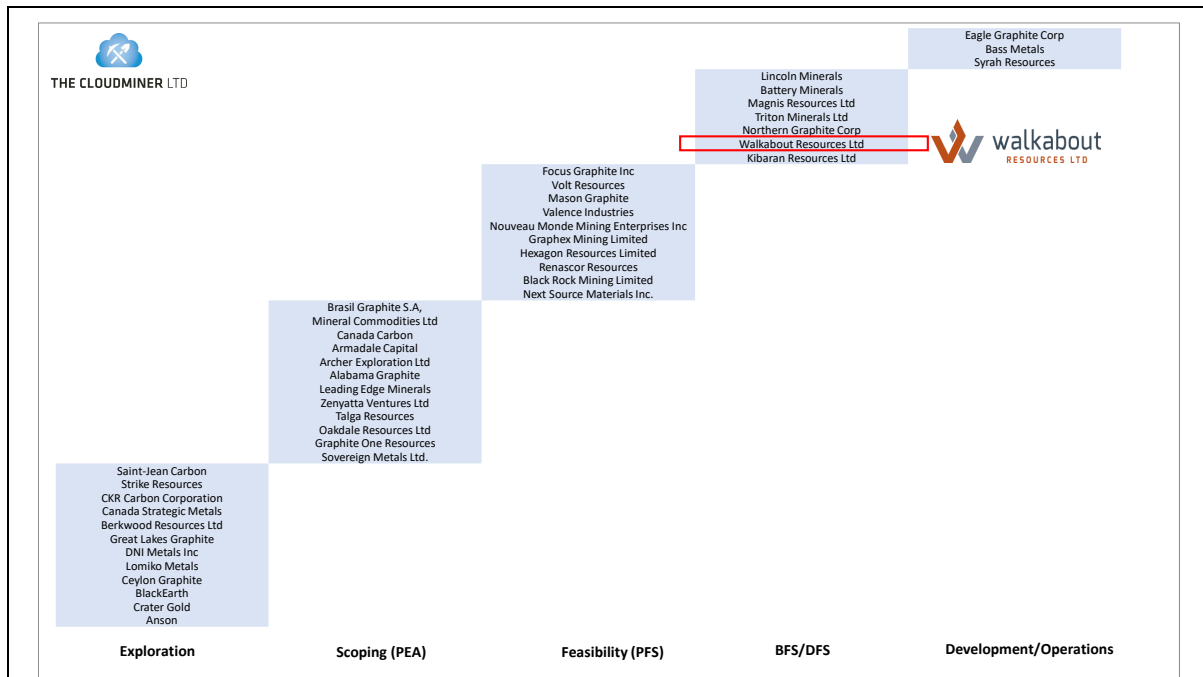 THE CLOUDMINER LTD
Eagle Graphite Corp
Bass Metals
Syrah Resources
Lincoln Minerals
Battery Minerals
Magnis Resources Ltd
Triton Minerals Ltd
Northern Graphite Corp
Walkabout Resources Ltd
Kibaran Resources Ltd
walkabout
RESOURCES LTD
Focus Graphite Inc
Volt Resources
Mason Graphite
Valence Industries
Nouveau Monde Mining Enterprises Inc
Graphex Mining Limited
Hexagon Resources Limited
Renascor Resources
Black Rock Mining Limited
Next Source Materials Inc.
Brasil Graphite S.A,
Mineral Commodities Ltd
Canada Carbon
Armadale Capital
Archer Exploration Ltd
Alabama Graphite
Leading Edge Minerals
Zenyatta Ventures Ltd
Talga Resources
Oakdale Resources Ltd
Graphite One Resources
Sovereign Metals Ltd.
Saint-Jean Carbon
Strike Resources
CKR Carbon Corporation
Canada Strategic Metals
Berkwood Resources Ltd
Great Lakes Graphite
DNI Metals Inc
Lomiko Metals
Ceylon Graphite
BlackEarth
Crater Gold
Anson
Exploration
Scoping (PEA)
Feasibility (PFS)
BFS/DFS
Development/Operations